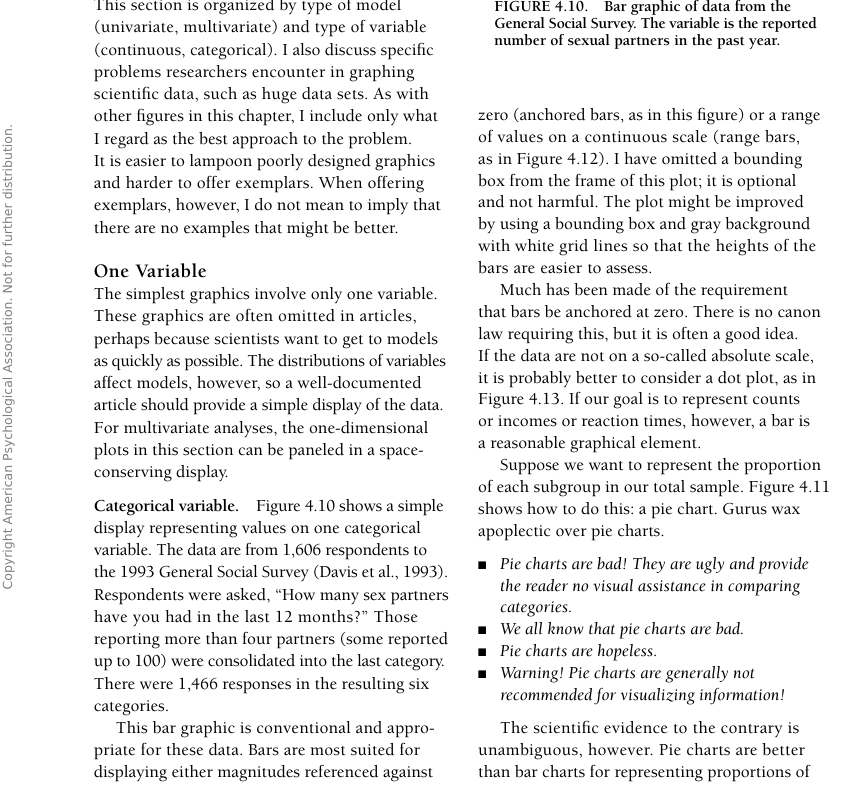 This section is organized by type of model
(univariate, multivariate) and type of variable
(continuous, categorical). I also discuss specific
problems researchers encounter in graphing
scientific data, such as huge data sets. As with
other figures in this chapter, I include only what
I regard as the best approach to the problem.
It is easier to lampoon poorly designed graphics
and harder to offer exemplars. When offering
exemplars, however, I do not mean to imply that
there are no examples that might be better.
One Variable
The simplest graphics involve only one variable.
These graphics are often omitted in articles,
perhaps because scientists want to get to models
as quickly as possible. The distributions of variables
affect models, however, so a well-documented
article should provide a simple display of the data.
For multivariate analyses, the one-dimensional
plots in this section can be paneled in a space-
conserving display.
Categorical variable. Figure 4.10 shows a simple
display representing values on one categorical
variable. The data are from 1,606 respondents to
the 1993 General Social Survey (Davis et al., 1993).
Respondents were asked, “How many sex partners
have you had in the last 12 months?” Those
reporting more than four partners (some reported
up to 100) were consolidated into the last category.
There were 1,466 responses in the resulting six
categories.
This bar graphic is conventional and appro-
priate for these data. Bars are most suited for
displaying either magnitudes referenced against
FIGURE 4.10. Bar graphic of data from the
General Social Survey. The variable is the reported
number of sexual partners in the past year.
zero (anchored bars, as in this figure) or a range
of values on a continuous scale (range bars,
as in Figure 4.12). I have omitted a bounding
box from the frame of this plot; it is optional
and not harmful. The plot might be improved
by using a bounding box and gray background
with white grid lines so that the heights of the
bars are easier to assess.
Much has been made of the requirement
that bars be anchored at zero. There is no canon
law requiring this, but it is often a good idea.
If the data are not on a so-called absolute scale,
it is probably better to consider a dot plot, as in
Figure 4.13. If our goal is to represent counts
or incomes or reaction times, however, a bar is
a reasonable graphical element.
Suppose we want to represent the proportion
of each subgroup in our total sample. Figure 4.11
shows how to do this: a pie chart. Gurus wax
apoplectic over pie charts.
■ Pie charts are bad! They are ugly and provide
the reader no visual assistance in comparing
categories.
■ We all know that pie charts are bad.
■ Pie charts are hopeless.
■ Warning! Pie charts are generally not
recommended for visualizing information!
The scientific evidence to the contrary is
unambiguous, however. Pie charts are better
than bar charts for representing proportions of
Copyright American Psychological Association. Not for further distribution.